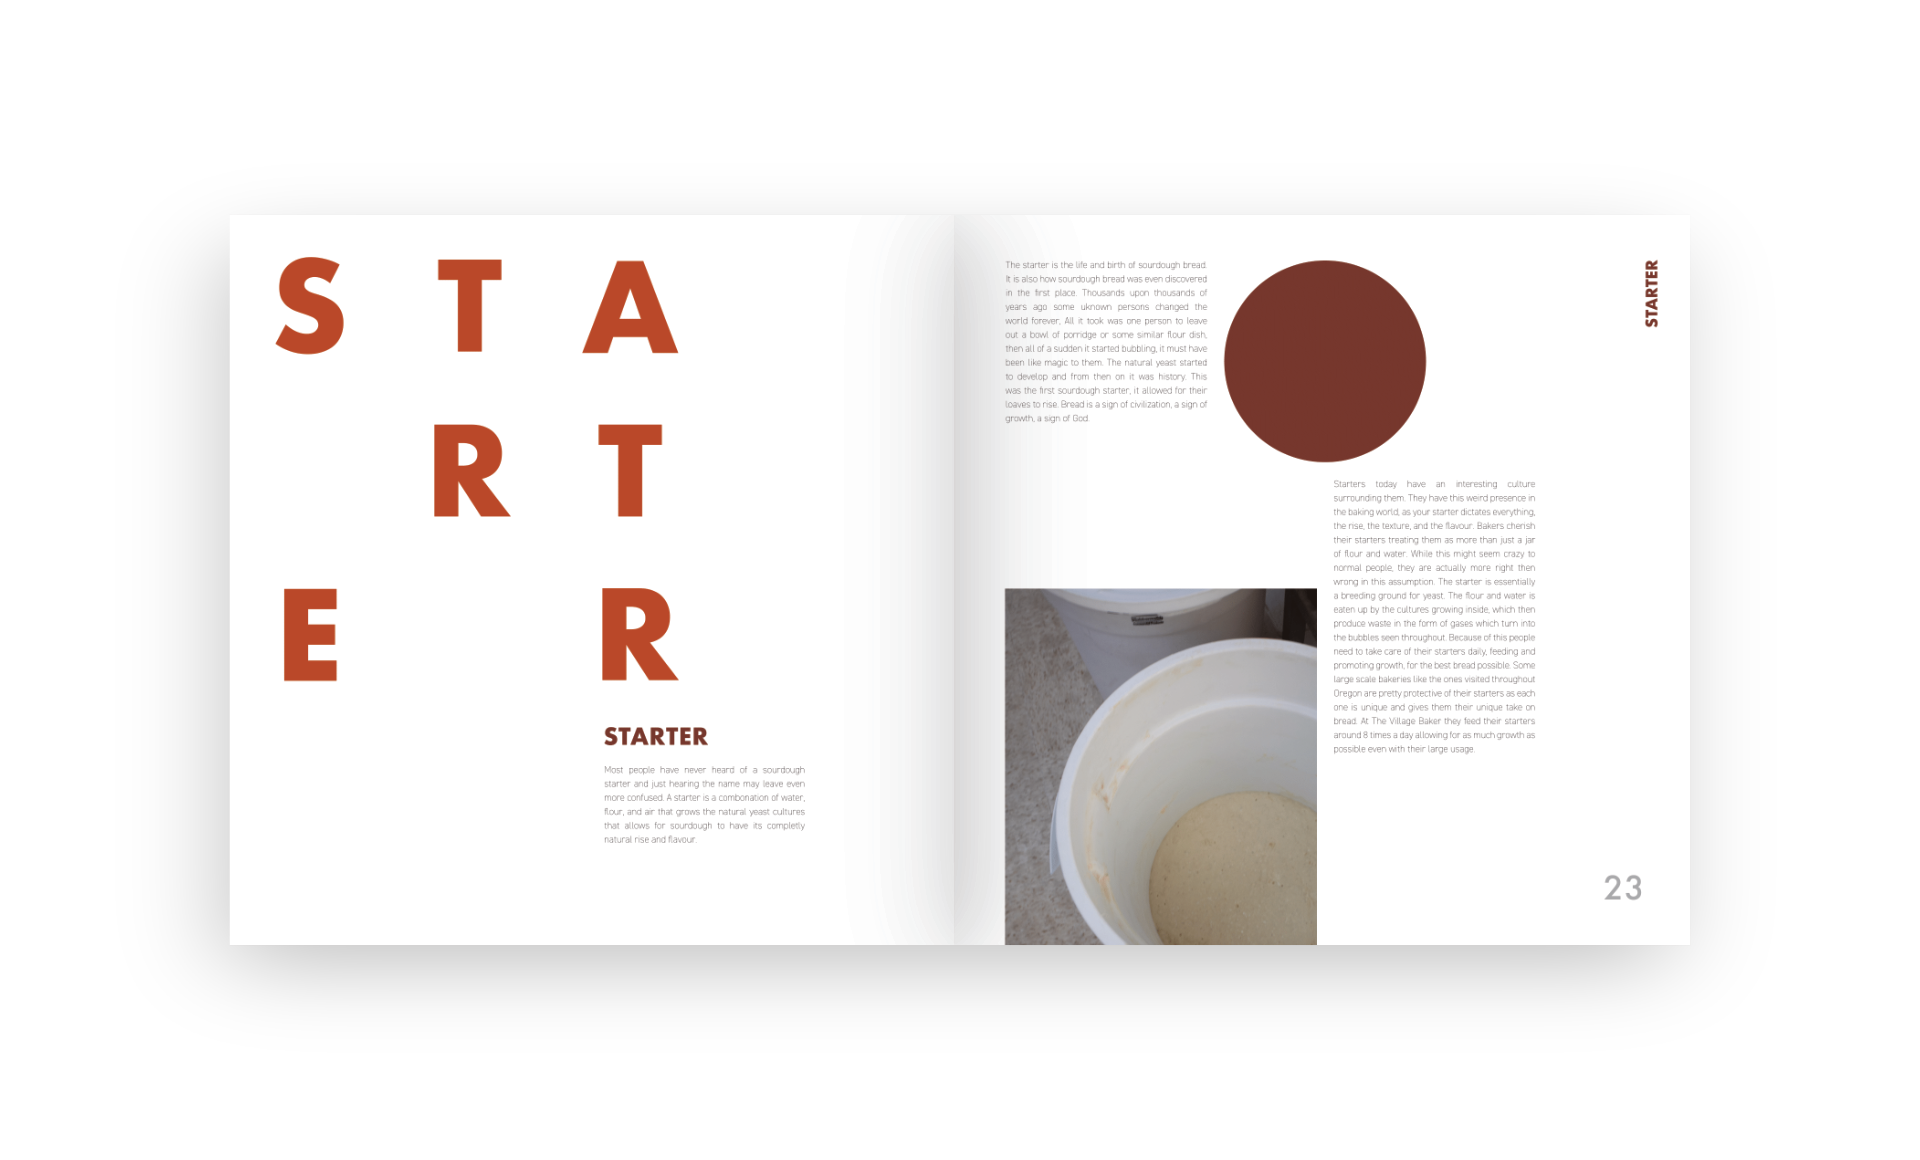 S T A
R T
E R
STARTER
Most people have never heard of a sourdough
starter and just hearing the name may leave even
more confused. A starter is a combonation of water,
flour, and air that grows the natural yeast cultures
that allows for sourdough to have its completly
natural rise and flavour.
The starter is the life and birth of sourdough bread.
It is also how sourdough bread was even discovered
in the first place. Thousands upon thousands of
years ago some uknown persons changed the
world forever, All it took was one person to leave
out a bowl of porridge or some similar flour dish,
then all of a sudden it started bubbling, it must have
been like magic to them. The natural yeast started
to develop and from then on it was history. This
was the first sourdough starter, it allowed for their
loaves to rise. Bread is a sign of civilization, a sign of
growth, a sign of God.
STARTER
Starters today have an interesting culture
surrounding them. They have this weird presence in
the baking world, as your starter dictates everything,
the rise, the texture, and the flavour. Bakers cherish
their starters treating them as more than just a jar
of flour and water. While this might seem crazy to
normal people, they are actually more right then
wrong in this assumption. The starter is essentially
a breeding ground for yeast. The flour and water is
eaten up by the cultures growing inside, which then
produce waste in the form of gases which turn into
the bubbles seen throughout. Because of this people
need to take care of their starters daily, feeding and
promoting growth, for the best bread possible. Some
large scale bakeries like the ones visited throughout
Oregon are pretty protective of their starters as each
one is unique and gives them their unique take on
bread. At The Village Baker they feed their starters
around 8 times a day allowing for as much growth as
possible even with their large usage.
23